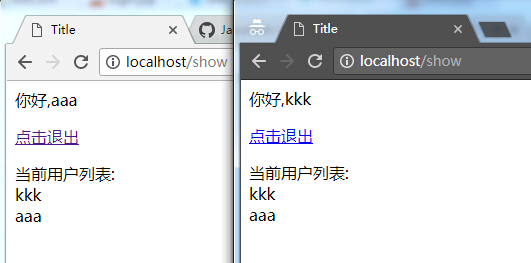 Title
Ja
localhost/show
你好,aaa
点击退出
当前用户列表:
kkk
aaa
Title
localhost/show
你好,kkk
点击退出
当前用户列表:
kkk
aaa